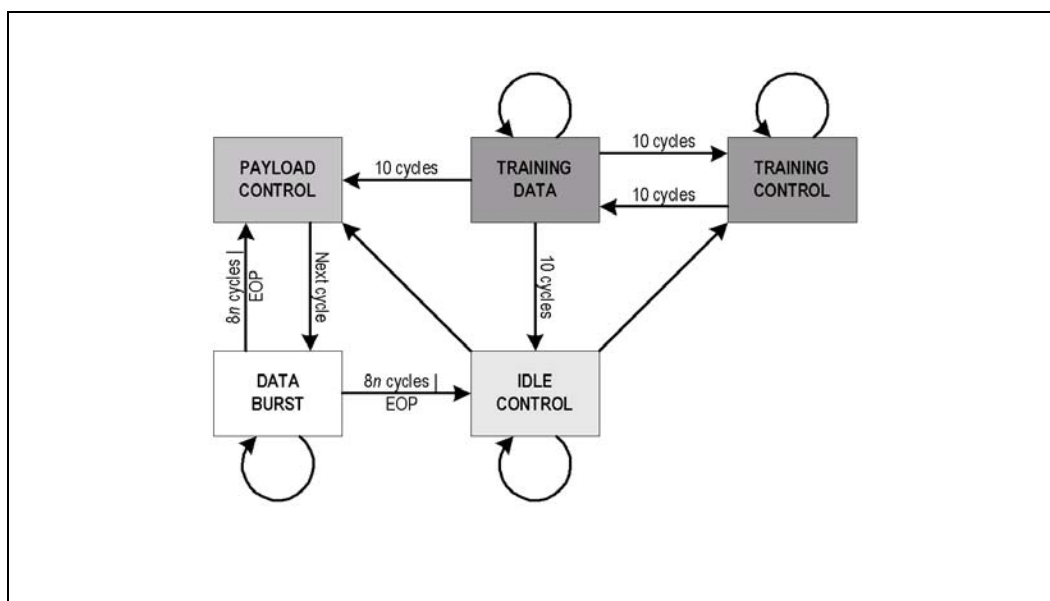 10 cycles
PAYLOAD
CONTROL
10 cycles
TRAINING
DATA
TRAINING
CONTROL
10 cycles
8n cycles |
EOP
Next cycle
10 cycles
DATA
BURST
8n cycles |
EOP
IDLE
CONTROL